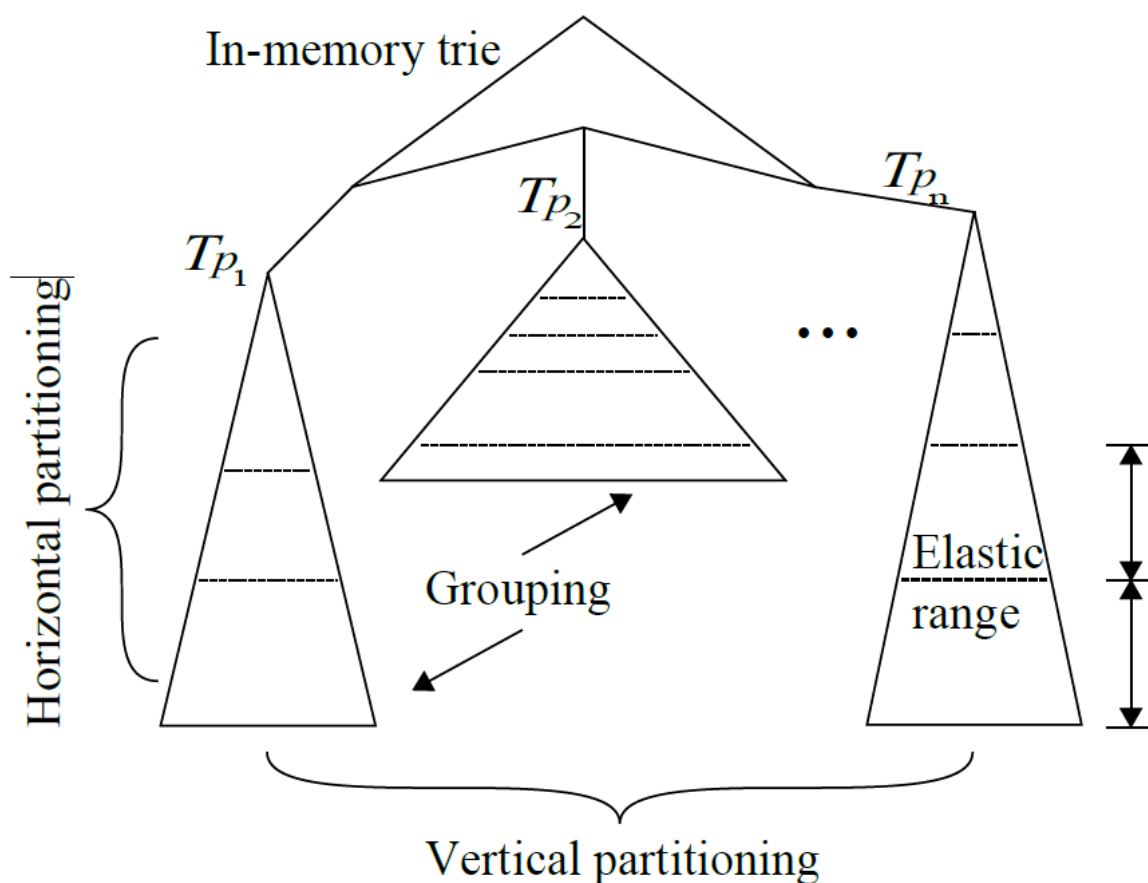 In-memory trie
Tp1
Tp2
Tpn
...
Horizontal partitioning
Grouping
Elastic
range
Vertical partitioning